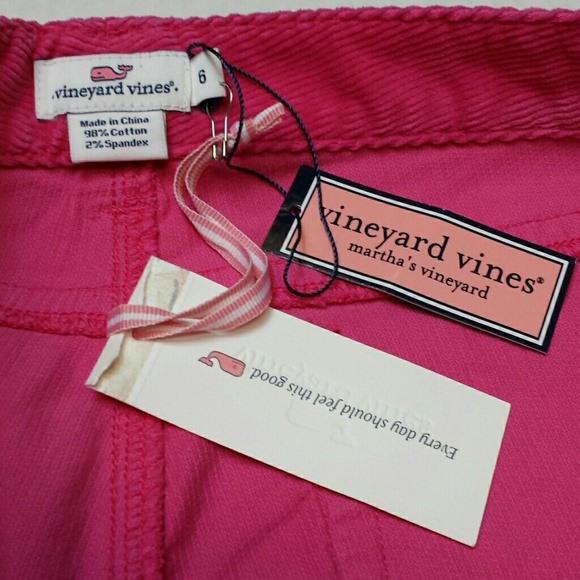 vineyard vines®
6
Made in China
98% Cotton
2% Spandex
vineyard vines®
martha's vineyard
Every day should feel this good.